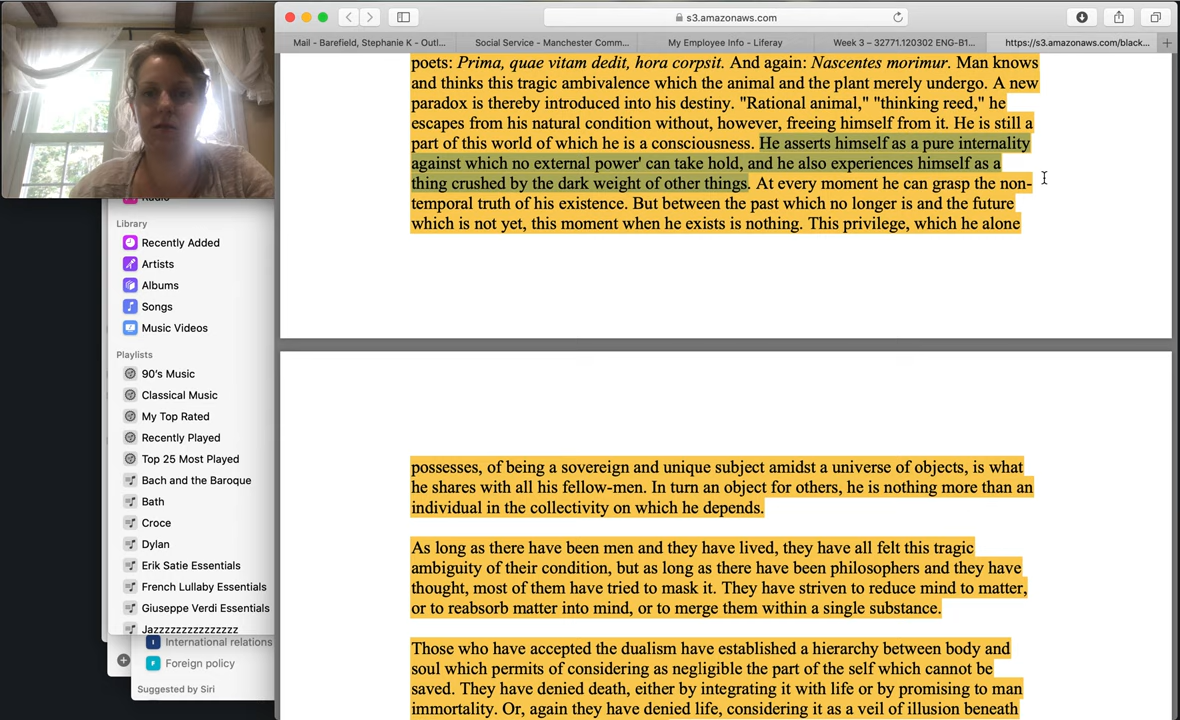 s3.amazonaws.com
Mail - Barefield, Stephanie K - Outl...
Social Service - Manchester Comm...
My Employee Info - Liferay
Week 3 – 32771.120302 ENG-B1...
https://s3.amazonaws.com/black...
poets: Prima, quae vitam dedit, hora corpsit. And again: Nascentes morimur. Man knows
and thinks this tragic ambivalence which the animal and the plant merely undergo. A new
paradox is thereby introduced into his destiny. "Rational animal," "thinking reed," he
escapes from his natural condition without, however, freeing himself from it. He is still a
part of this world of which he is a consciousness. He asserts himself as a pure internality
against which no external power' can take hold, and he also experiences himself as a
thing crushed by the dark weight of other things. At every moment he can grasp the non-
temporal truth of his existence. But between the past which no longer is and the future
which is not yet, this moment when he exists is nothing. This privilege, which he alone
possesses, of being a sovereign and unique subject amidst a universe of objects, is what
he shares with all his fellow-men. In turn an object for others, he is nothing more than an
individual in the collectivity on which he depends.
As long as there have been men and they have lived, they have all felt this tragic
ambiguity of their condition, but as long as there have been philosophers and they have
thought, most of them have tried to mask it. They have striven to reduce mind to matter,
or to reabsorb matter into mind, or to merge them within a single substance.
Those who have accepted the dualism have established a hierarchy between body and
soul which permits of considering as negligible the part of the self which cannot be
saved. They have denied death, either by integrating it with life or by promising to man
immortality. Or, again they have denied life, considering it as a veil of illusion beneath
Radio
Library
Recently Added
Artists
Albums
Songs
Music Videos
Playlists
90's Music
Classical Music
My Top Rated
Recently Played
Top 25 Most Played
Bach and the Baroque
Bath
Croce
Dylan
Erik Satie Essentials
French Lullaby Essentials
Giuseppe Verdi Essentials
Jazzzzzzzzzzzzzzz
I International relations
F Foreign policy
Suggested by Siri